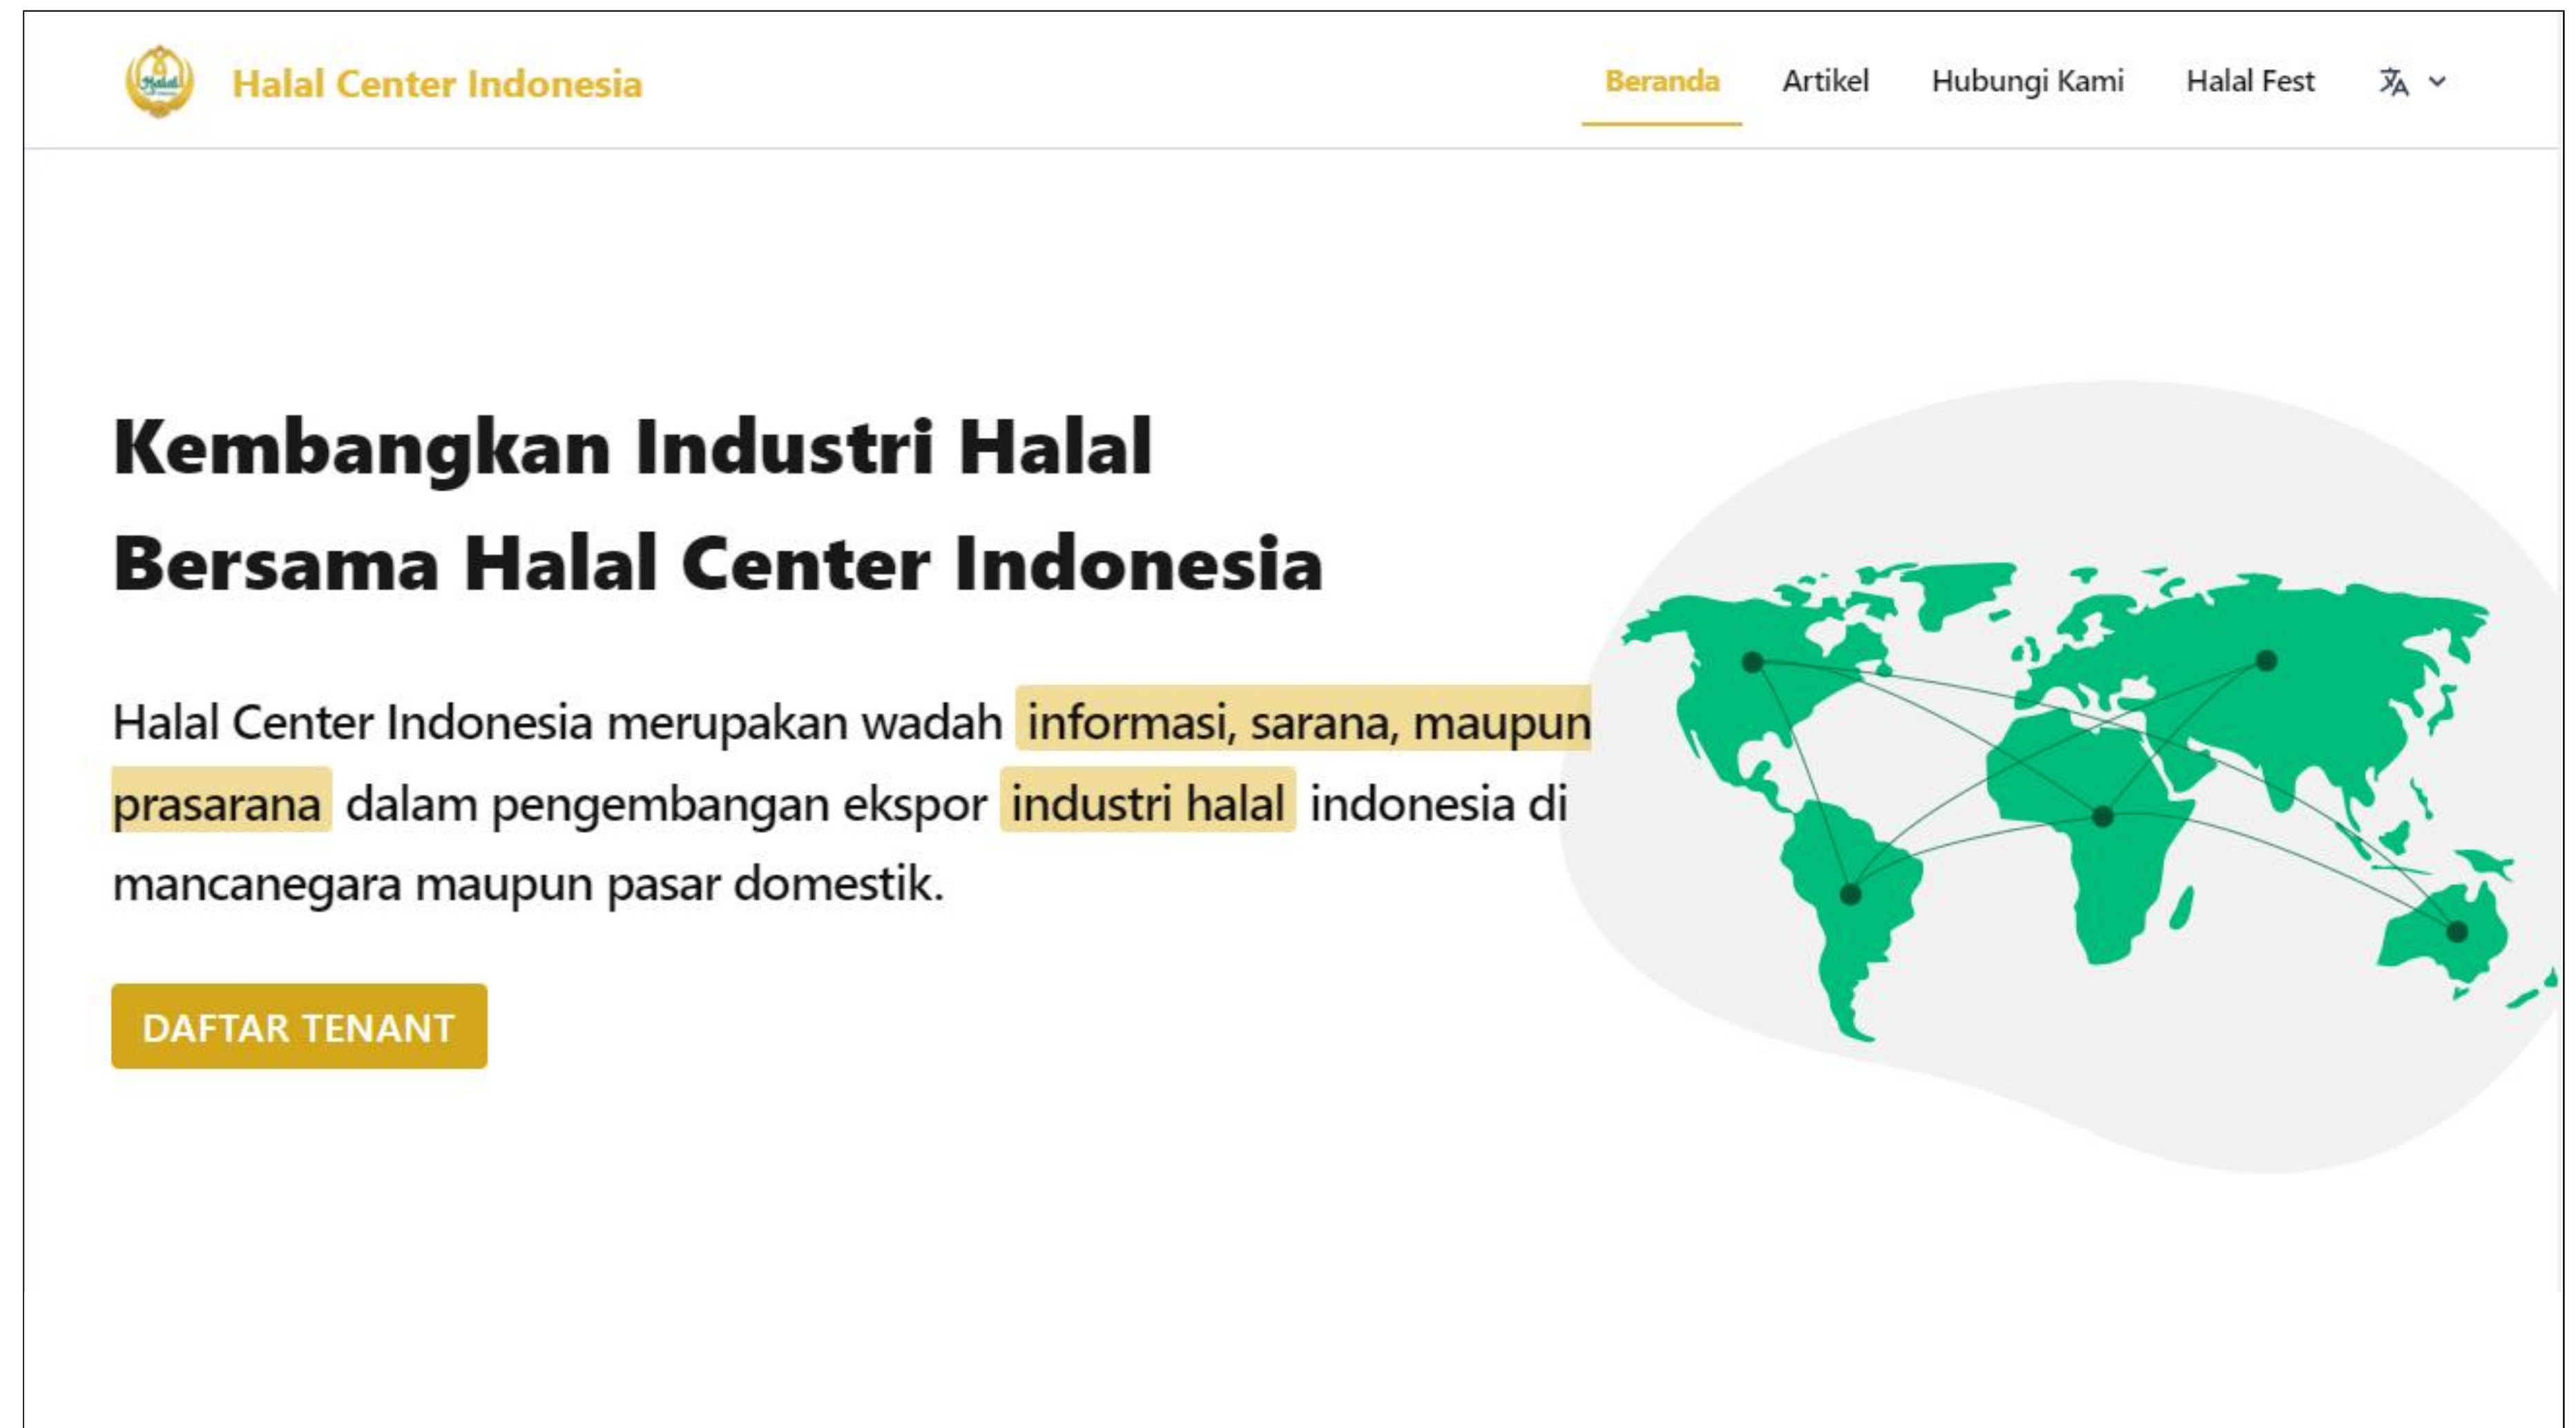 Halal
Halal Center Indonesia
Beranda
Artikel
Hubungi Kami
Halal Fest
Kembangkan Industri Halal
Bersama Halal Center Indonesia
Halal Center Indonesia merupakan wadah informasi, sarana, maupun
prasarana dalam pengembangan ekspor industri halal indonesia di
mancanegara maupun pasar domestik.
DAFTAR TENANT